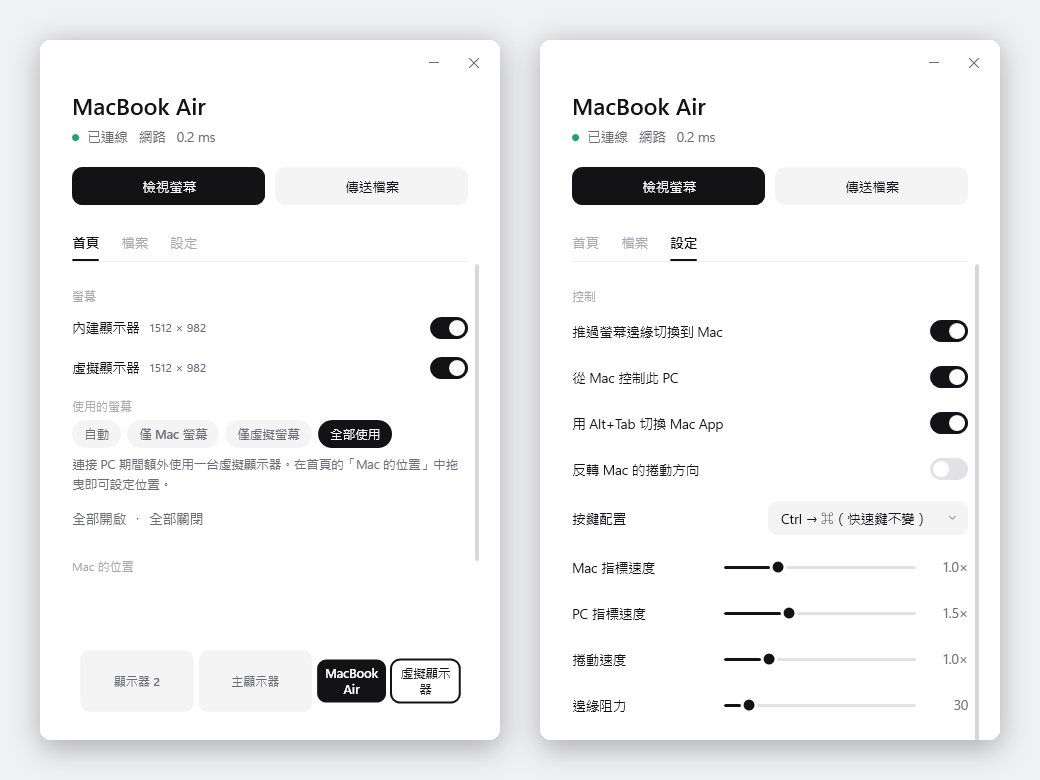 MacBook Air
已連線 網路 0.2 ms
檢視螢幕 傳送檔案
首頁 檔案 設定
螢幕
內建顯示器 1512 × 982
虛擬顯示器 1512 × 982
使用的螢幕
自動 僅 Mac 螢幕 僅虛擬螢幕 全部使用
連接 PC 期間額外使用一台虛擬顯示器。在首頁的「Mac 的位置」中拖
曳即可設定位置。
全部開啟 · 全部關閉
Mac 的位置
顯示器 2 主顯示器 MacBook Air 虛擬顯示器
MacBook Air
已連線 網路 0.2 ms
檢視螢幕 傳送檔案
首頁 檔案 設定
控制
推過螢幕邊緣切換到 Mac
從 Mac 控制此 PC
用 Alt+Tab 切換 Mac App
反轉 Mac 的捲動方向
按鍵配置 Ctrl → ⌘（快速鍵不變）
Mac 指標速度 1.0×
PC 指標速度 1.5×
捲動速度 1.0×
邊緣阻力 30